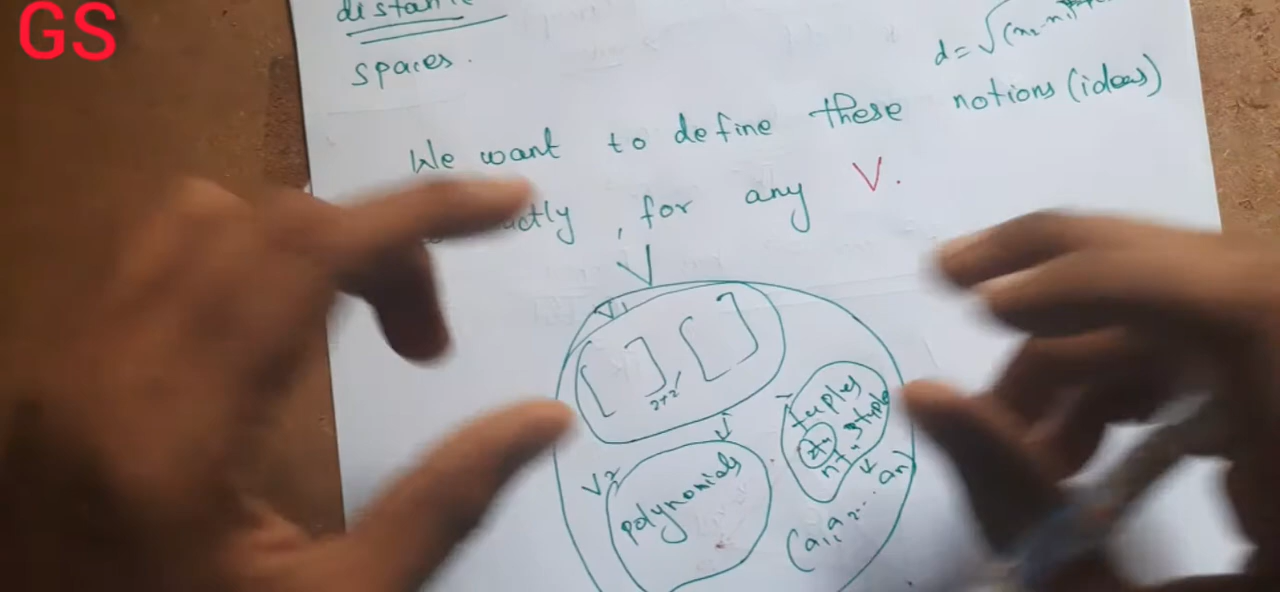 GS
spaces.
d=√
We want to define these notions (ideas)
, for any V.
V
V1
[ ]2×2, [ ]
tuples
3tuple
V2
polynomials
(a1, a2... an)